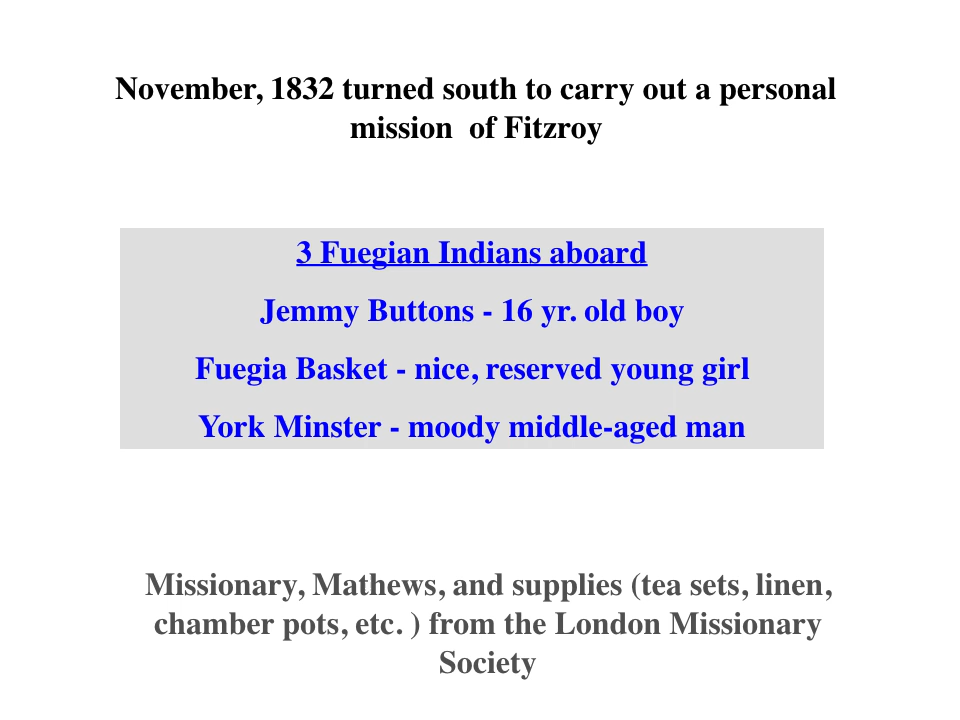 November, 1832 turned south to carry out a personal
mission  of Fitzroy
3 Fuegian Indians aboard
Jemmy Buttons - 16 yr. old boy
Fuegia Basket - nice, reserved young girl
York Minster - moody middle-aged man
Missionary, Mathews, and supplies (tea sets, linen,
chamber pots, etc. ) from the London Missionary
Society